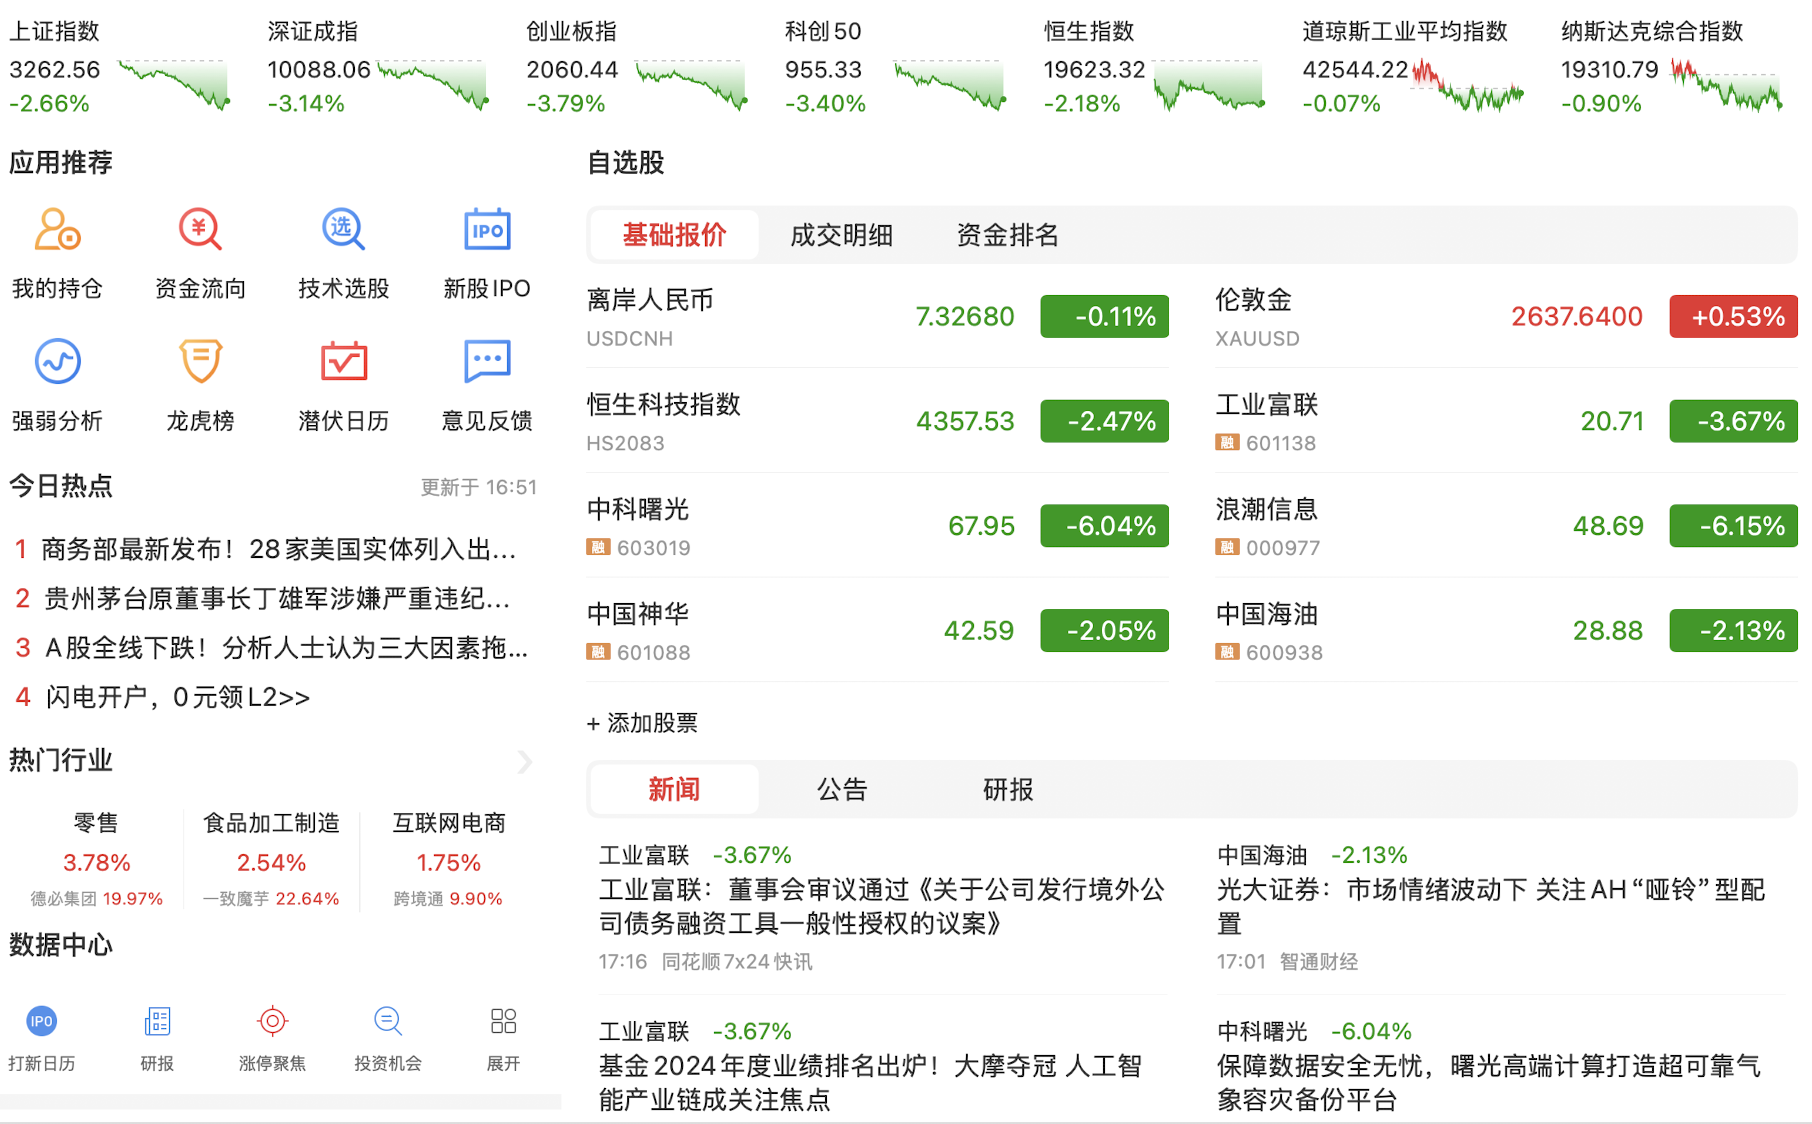 上证指数
3262.56
-2.66%
深证成指
10088.06
-3.14%
创业板指
2060.44
-3.79%
科创50
955.33
-3.40%
恒生指数
19623.32
-2.18%
道琼斯工业平均指数
42544.22
-0.07%
纳斯达克综合指数
19310.79
-0.90%
应用推荐
我的持仓
¥
资金流向
选
技术选股
IPO
新股IPO
强弱分析
龙虎榜
潜伏日历
意见反馈
今日热点
更新于 16:51
1 商务部最新发布！28家美国实体列入出...
2 贵州茅台原董事长丁雄军涉嫌严重违纪...
3 A股全线下跌！分析人士认为三大因素拖...
4 闪电开户，0元领L2>>
热门行业
零售
3.78%
德必集团 19.97%
食品加工制造
2.54%
一致魔芋 22.64%
互联网电商
1.75%
跨境通 9.90%
数据中心
IPO
打新日历
研报
涨停聚焦
投资机会
展开
自选股
基础报价 成交明细 资金排名
离岸人民币
USDCNH
7.32680
-0.11%
伦敦金
XAUUSD
2637.6400
+0.53%
恒生科技指数
HS2083
4357.53
-2.47%
工业富联
融 601138
20.71
-3.67%
中科曙光
融 603019
67.95
-6.04%
浪潮信息
融 000977
48.69
-6.15%
中国神华
融 601088
42.59
-2.05%
中国海油
融 600938
28.88
-2.13%
+ 添加股票
新闻 公告 研报
工业富联 -3.67%
工业富联：董事会审议通过《关于公司发行境外公
司债务融资工具一般性授权的议案》
17:16 同花顺7x24快讯
中国海油 -2.13%
光大证券：市场情绪波动下 关注AH“哑铃”型配
置
17:01 智通财经
工业富联 -3.67%
基金2024年度业绩排名出炉！大摩夺冠 人工智
能产业链成关注焦点
中科曙光 -6.04%
保障数据安全无忧，曙光高端计算打造超可靠气
象容灾备份平台